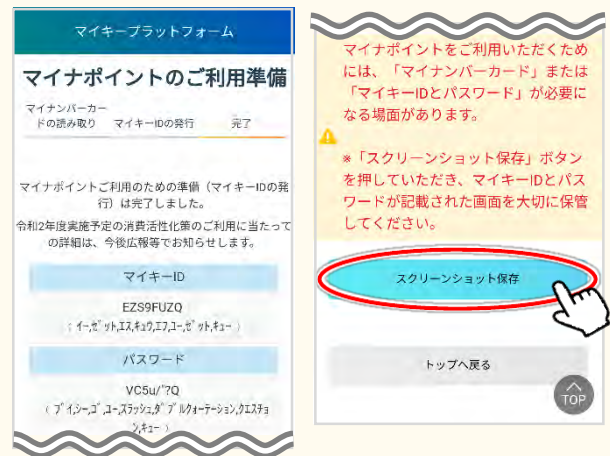 マイキープラットフォーム
マイナポイントのご利用準備
マイナンバーカー
ドの読み取り マイキーIDの発行 完了
マイナポイントご利用のための準備（マイキーIDの発
行）は完了しました。
令和2年度実施予定の消費活性化策のご利用に当たって
の詳細は、今後広報等でお知らせします。
マイキーID
EZS9FUZQ
（ イー,ゼット,エス,キュウ,エフ,ユー,ゼット,キュー ）
パスワード
VC5u/"?Q
（ ブイ,シー,ゴ,ユー,スラッシュ,ダブルクォーテーション,クエスチョ
ン,キュー ）
マイナポイントをご利用いただくため
には、「マイナンバーカード」または
「マイキーIDとパスワード」が必要に
なる場面があります。
※「スクリーンショット保存」ボタン
を押していただき、マイキーIDとパス
ワードが記載された画面を大切に保管
してください。
スクリーンショット保存
トップへ戻る
TOP